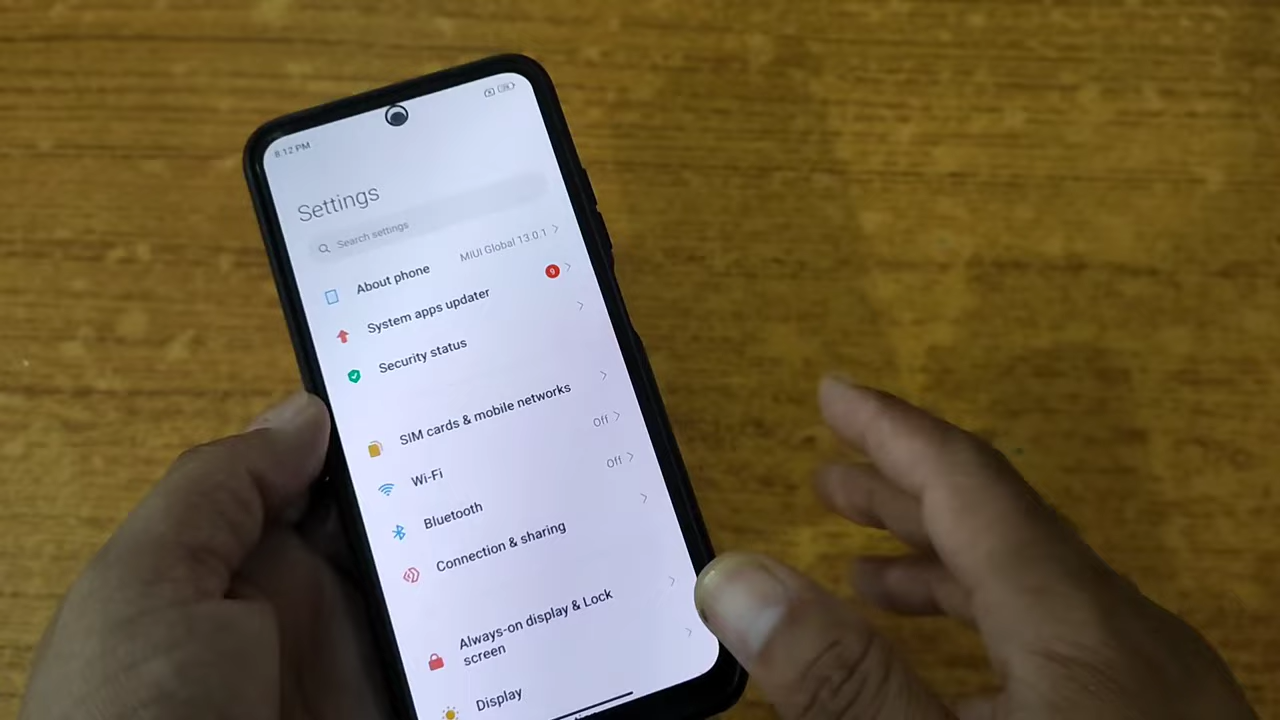 8:12 PM
Settings
Search settings
About phone
MIUI Global 13.0.1
System apps updater
9
Security status
SIM cards & mobile networks
Wi-Fi
Off
Bluetooth
Off
Connection & sharing
Always-on display & Lock
screen
Display